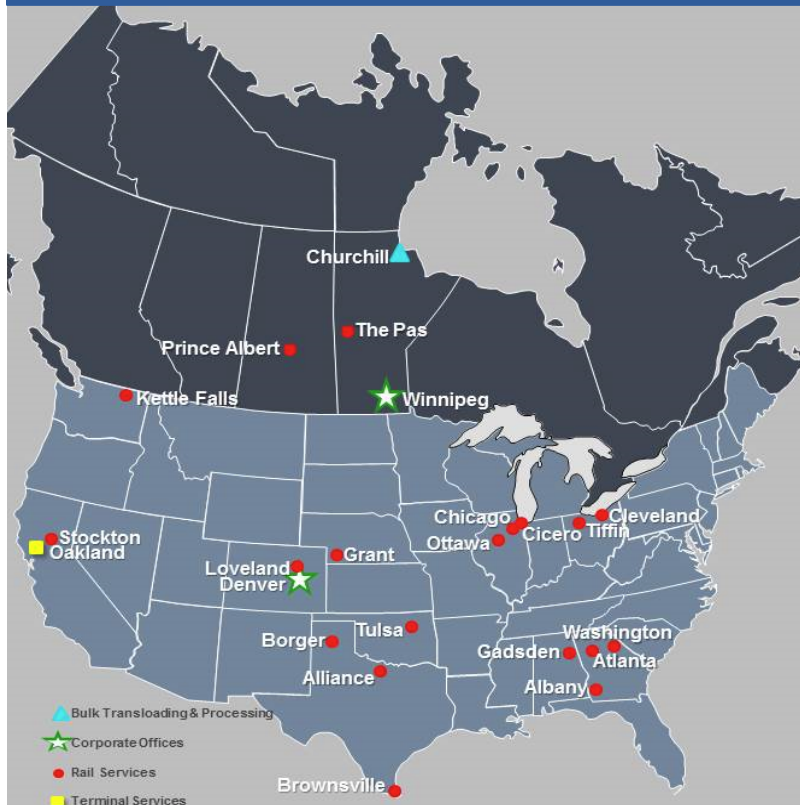 Churchill
The Pas
Prince Albert
Kettle Falls
Winnipeg
Chicago
Cleveland
Stockton
Cicero
Tiffin
Oakland
Ottawa
Grant
Loveland
Denver
Tulsa
Washington
Borger
Gadsden
Atlanta
Alliance
Albany
Bulk Transloading & Processing
Corporate Offices
Rail Services
Brownsville
Terminal Services